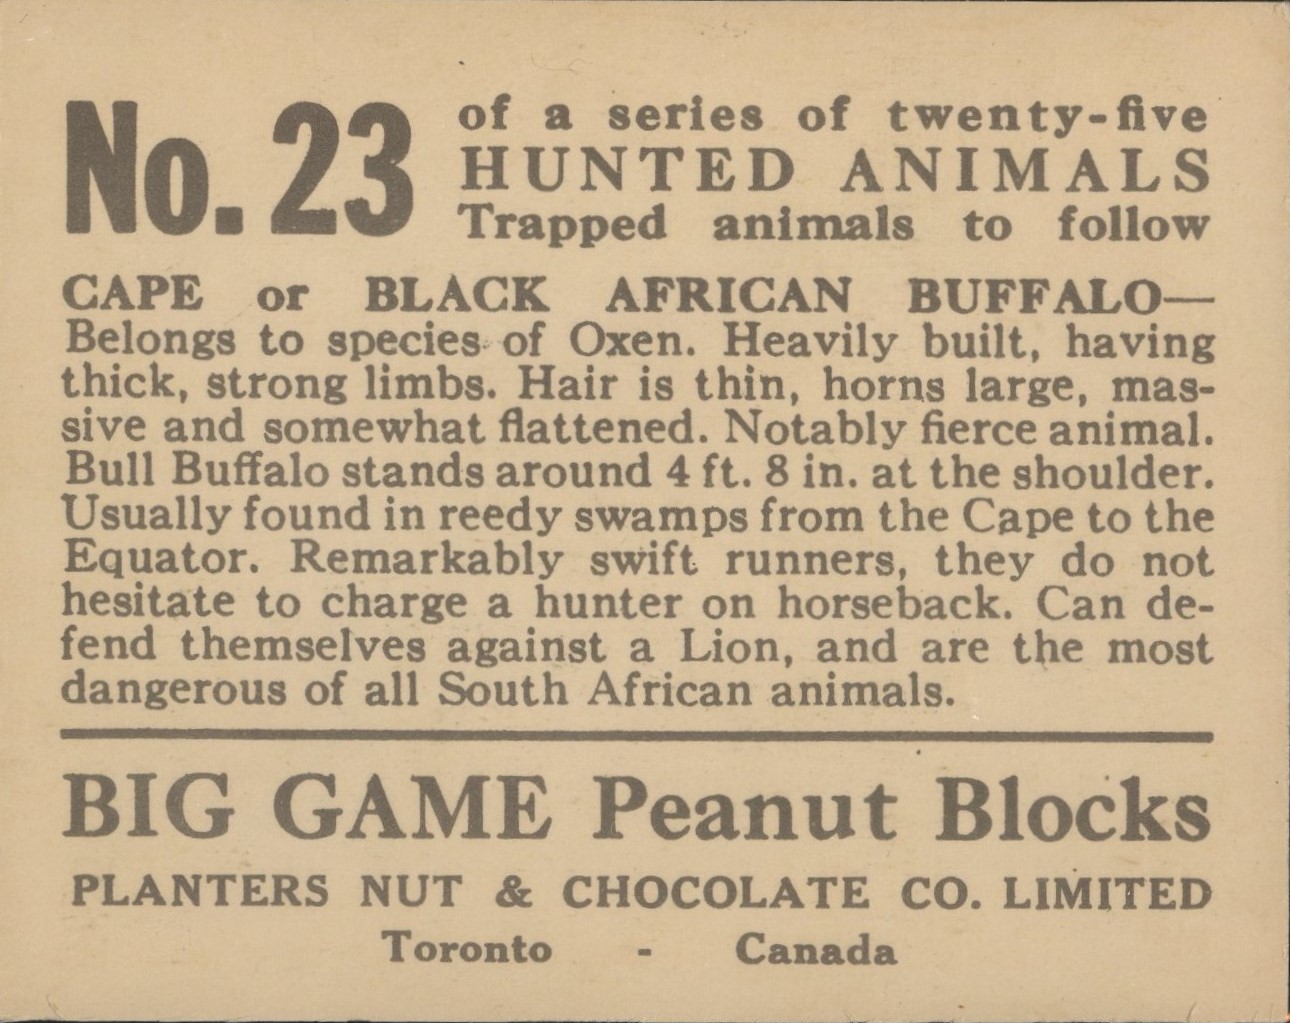 No. 23
of a series of twenty-five
HUNTED ANIMALS
Trapped animals to follow
CAPE or BLACK AFRICAN BUFFALO—
Belongs to species of Oxen. Heavily built, having
thick, strong limbs. Hair is thin, horns large, mas-
sive and somewhat flattened. Notably fierce animal.
Bull Buffalo stands around 4 ft. 8 in. at the shoulder.
Usually found in reedy swamps from the Cape to the
Equator. Remarkably swift runners, they do not
hesitate to charge a hunter on horseback. Can de-
fend themselves against a Lion, and are the most
dangerous of all South African animals.
BIG GAME Peanut Blocks
PLANTERS NUT & CHOCOLATE CO. LIMITED
Toronto - Canada